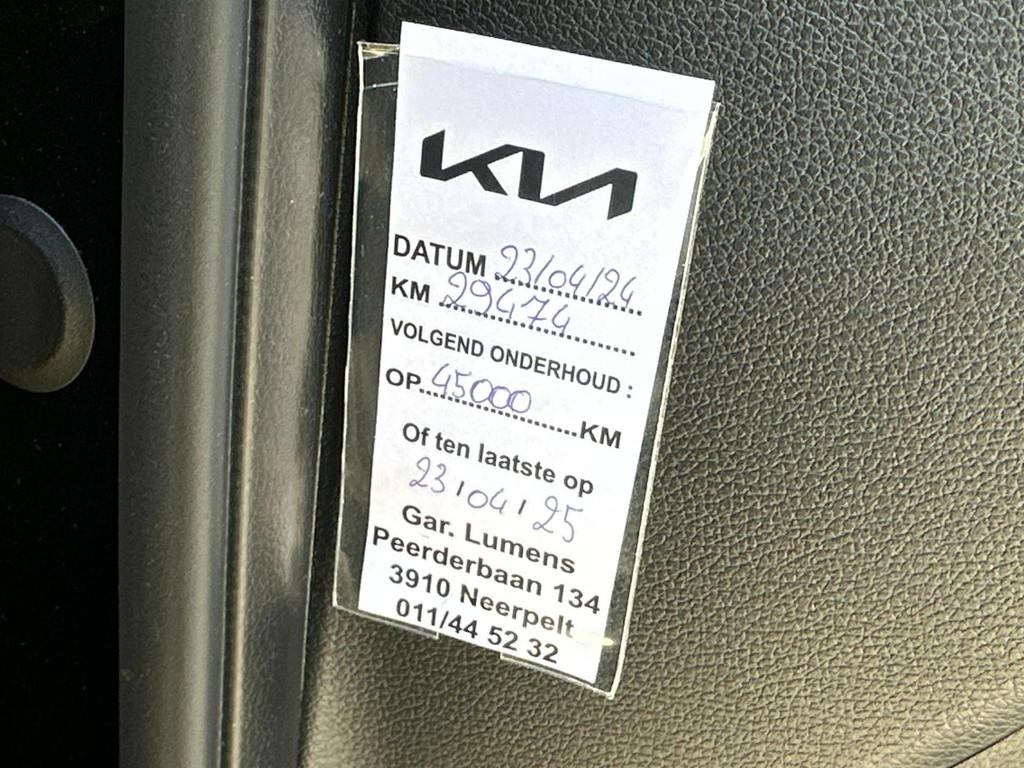 KIA
DATUM 23/04/24
KM 29474
VOLGEND ONDERHOUD :
OP 45000 KM
Of ten laatste op
23/04/25
Gar. Lumens
Peerderbaan 134
3910 Neerpelt
011/44 52 32